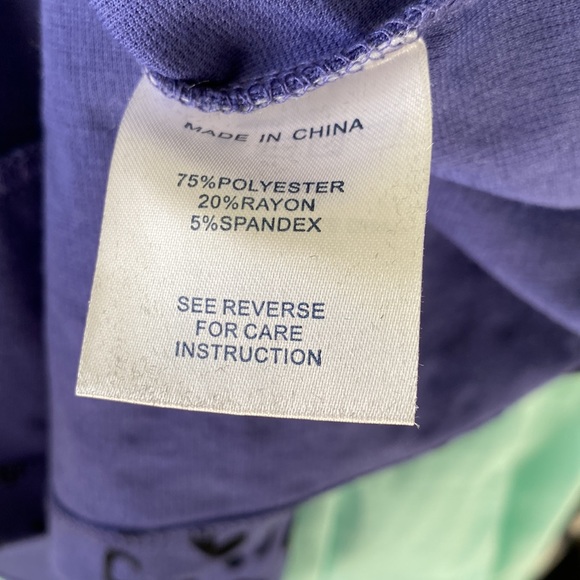 MADE IN CHINA
75%POLYESTER
20%RAYON
5%SPANDEX
SEE REVERSE
FOR CARE
INSTRUCTION